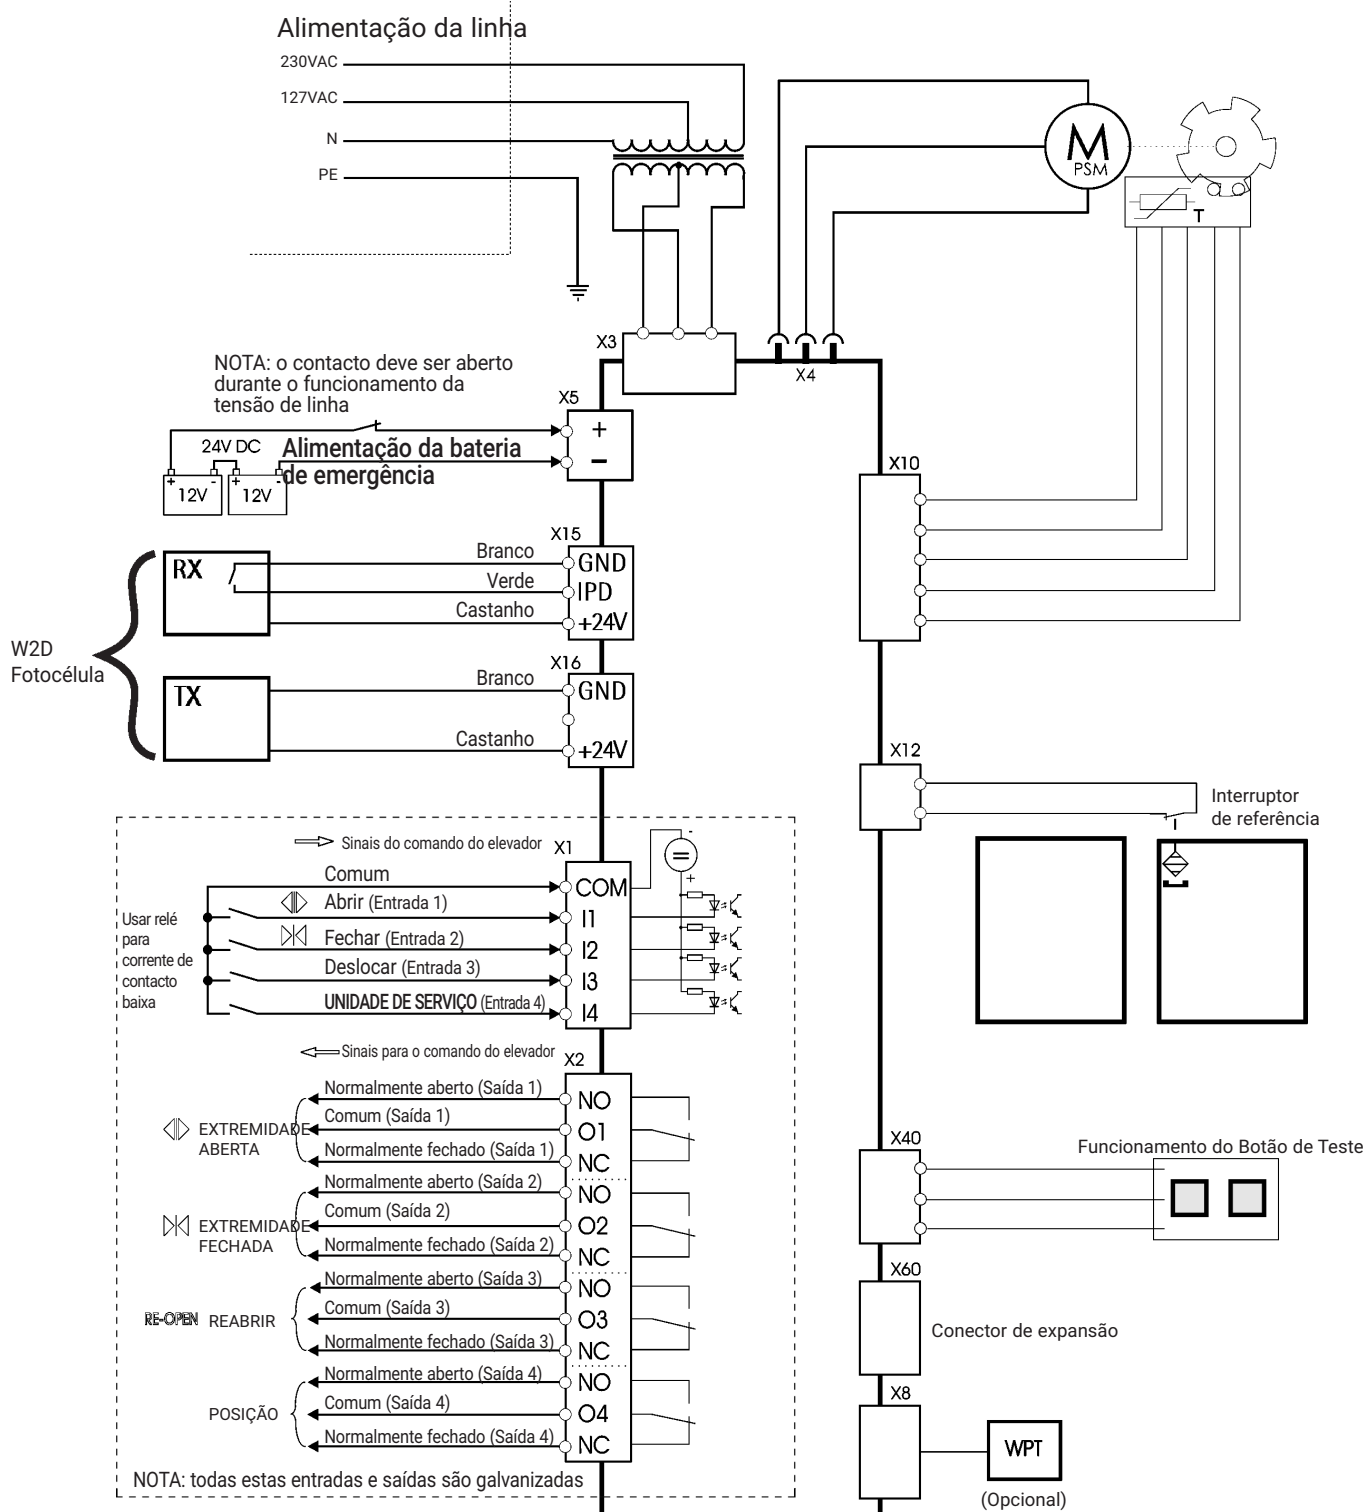 Alimentação da linha
230VAC
127VAC
N
PE
M
PSM
T
X3
X4
NOTA: o contacto deve ser aberto
durante o funcionamento da
tensão de linha
X5
+
−
24V DC
Alimentação da bateria
de emergência
+ 12V -
+ 12V -
X10
X15
RX
Branco
GND
Verde
IPD
Castanho
+24V
W2D
Fotocélula
X16
TX
Branco
GND
Castanho
+24V
X12
Interruptor
de referência
Sinais do comando do elevador
X1
-
+
Comum
COM
Abrir (Entrada 1)
I1
Fechar (Entrada 2)
I2
Deslocar (Entrada 3)
I3
UNIDADE DE SERVIÇO (Entrada 4)
I4
Usar relé
para
corrente de
contacto
baixa
Sinais para o comando do elevador
X2
Normalmente aberto (Saída 1)
NO
Comum (Saída 1)
O1
Normalmente fechado (Saída 1)
NC
EXTREMIDADE
ABERTA
Normalmente aberto (Saída 2)
NO
Comum (Saída 2)
O2
Normalmente fechado (Saída 2)
NC
EXTREMIDADE
FECHADA
Normalmente aberto (Saída 3)
NO
Comum (Saída 3)
O3
Normalmente fechado (Saída 3)
NC
RE-OPEN REABRIR
Normalmente aberto (Saída 4)
NO
Comum (Saída 4)
O4
Normalmente fechado (Saída 4)
NC
POSIÇÃO
NOTA: todas estas entradas e saídas são galvanizadas
X40
Funcionamento do Botão de Teste
X60
Conector de expansão
X8
WPT
(Opcional)